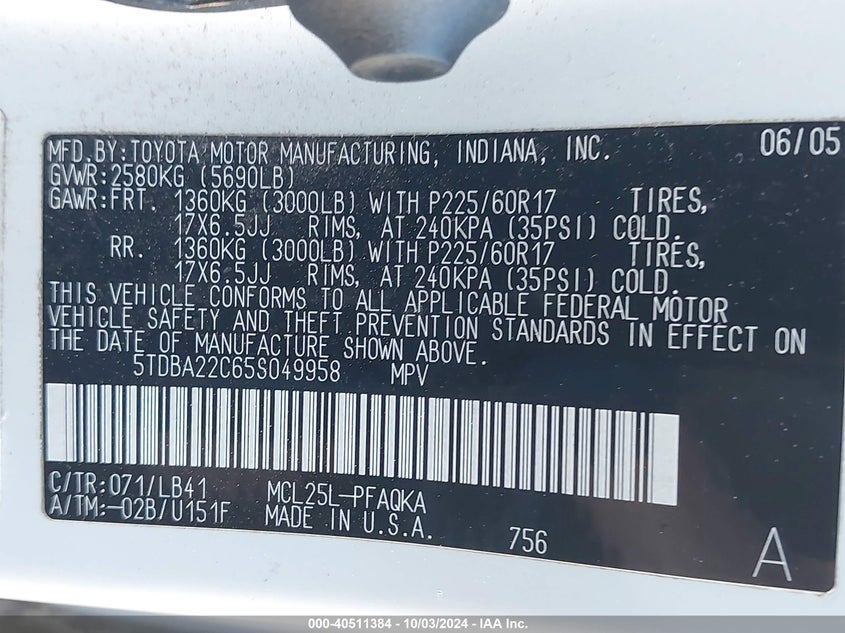 MFD.BY:TOYOTA MOTOR MANUFACTURING, INDIANA, INC. 06/05
GVWR:2580KG (5690LB)
GAWR:FRT. 1360KG (3000LB) WITH P225/60R17 TIRES,
17X6.5JJ RIMS, AT 240KPA (35PSI) COLD.
RR. 1360KG (3000LB) WITH P225/60R17 TIRES,
17X6.5JJ RIMS, AT 240KPA (35PSI) COLD.
THIS VEHICLE CONFORMS TO ALL APPLICABLE FEDERAL MOTOR
VEHICLE SAFETY AND THEFT PREVENTION STANDARDS IN EFFECT ON
THE DATE OF MANUFACTURE SHOWN ABOVE.
5TDBA22C65S049958 MPV
C/TR:071/LB41 MCL25L-PFAQKA
A/TM:-02B/U151F MADE IN U.S.A. 756 A
000-40511384 - 10/03/2024 - IAA Inc.